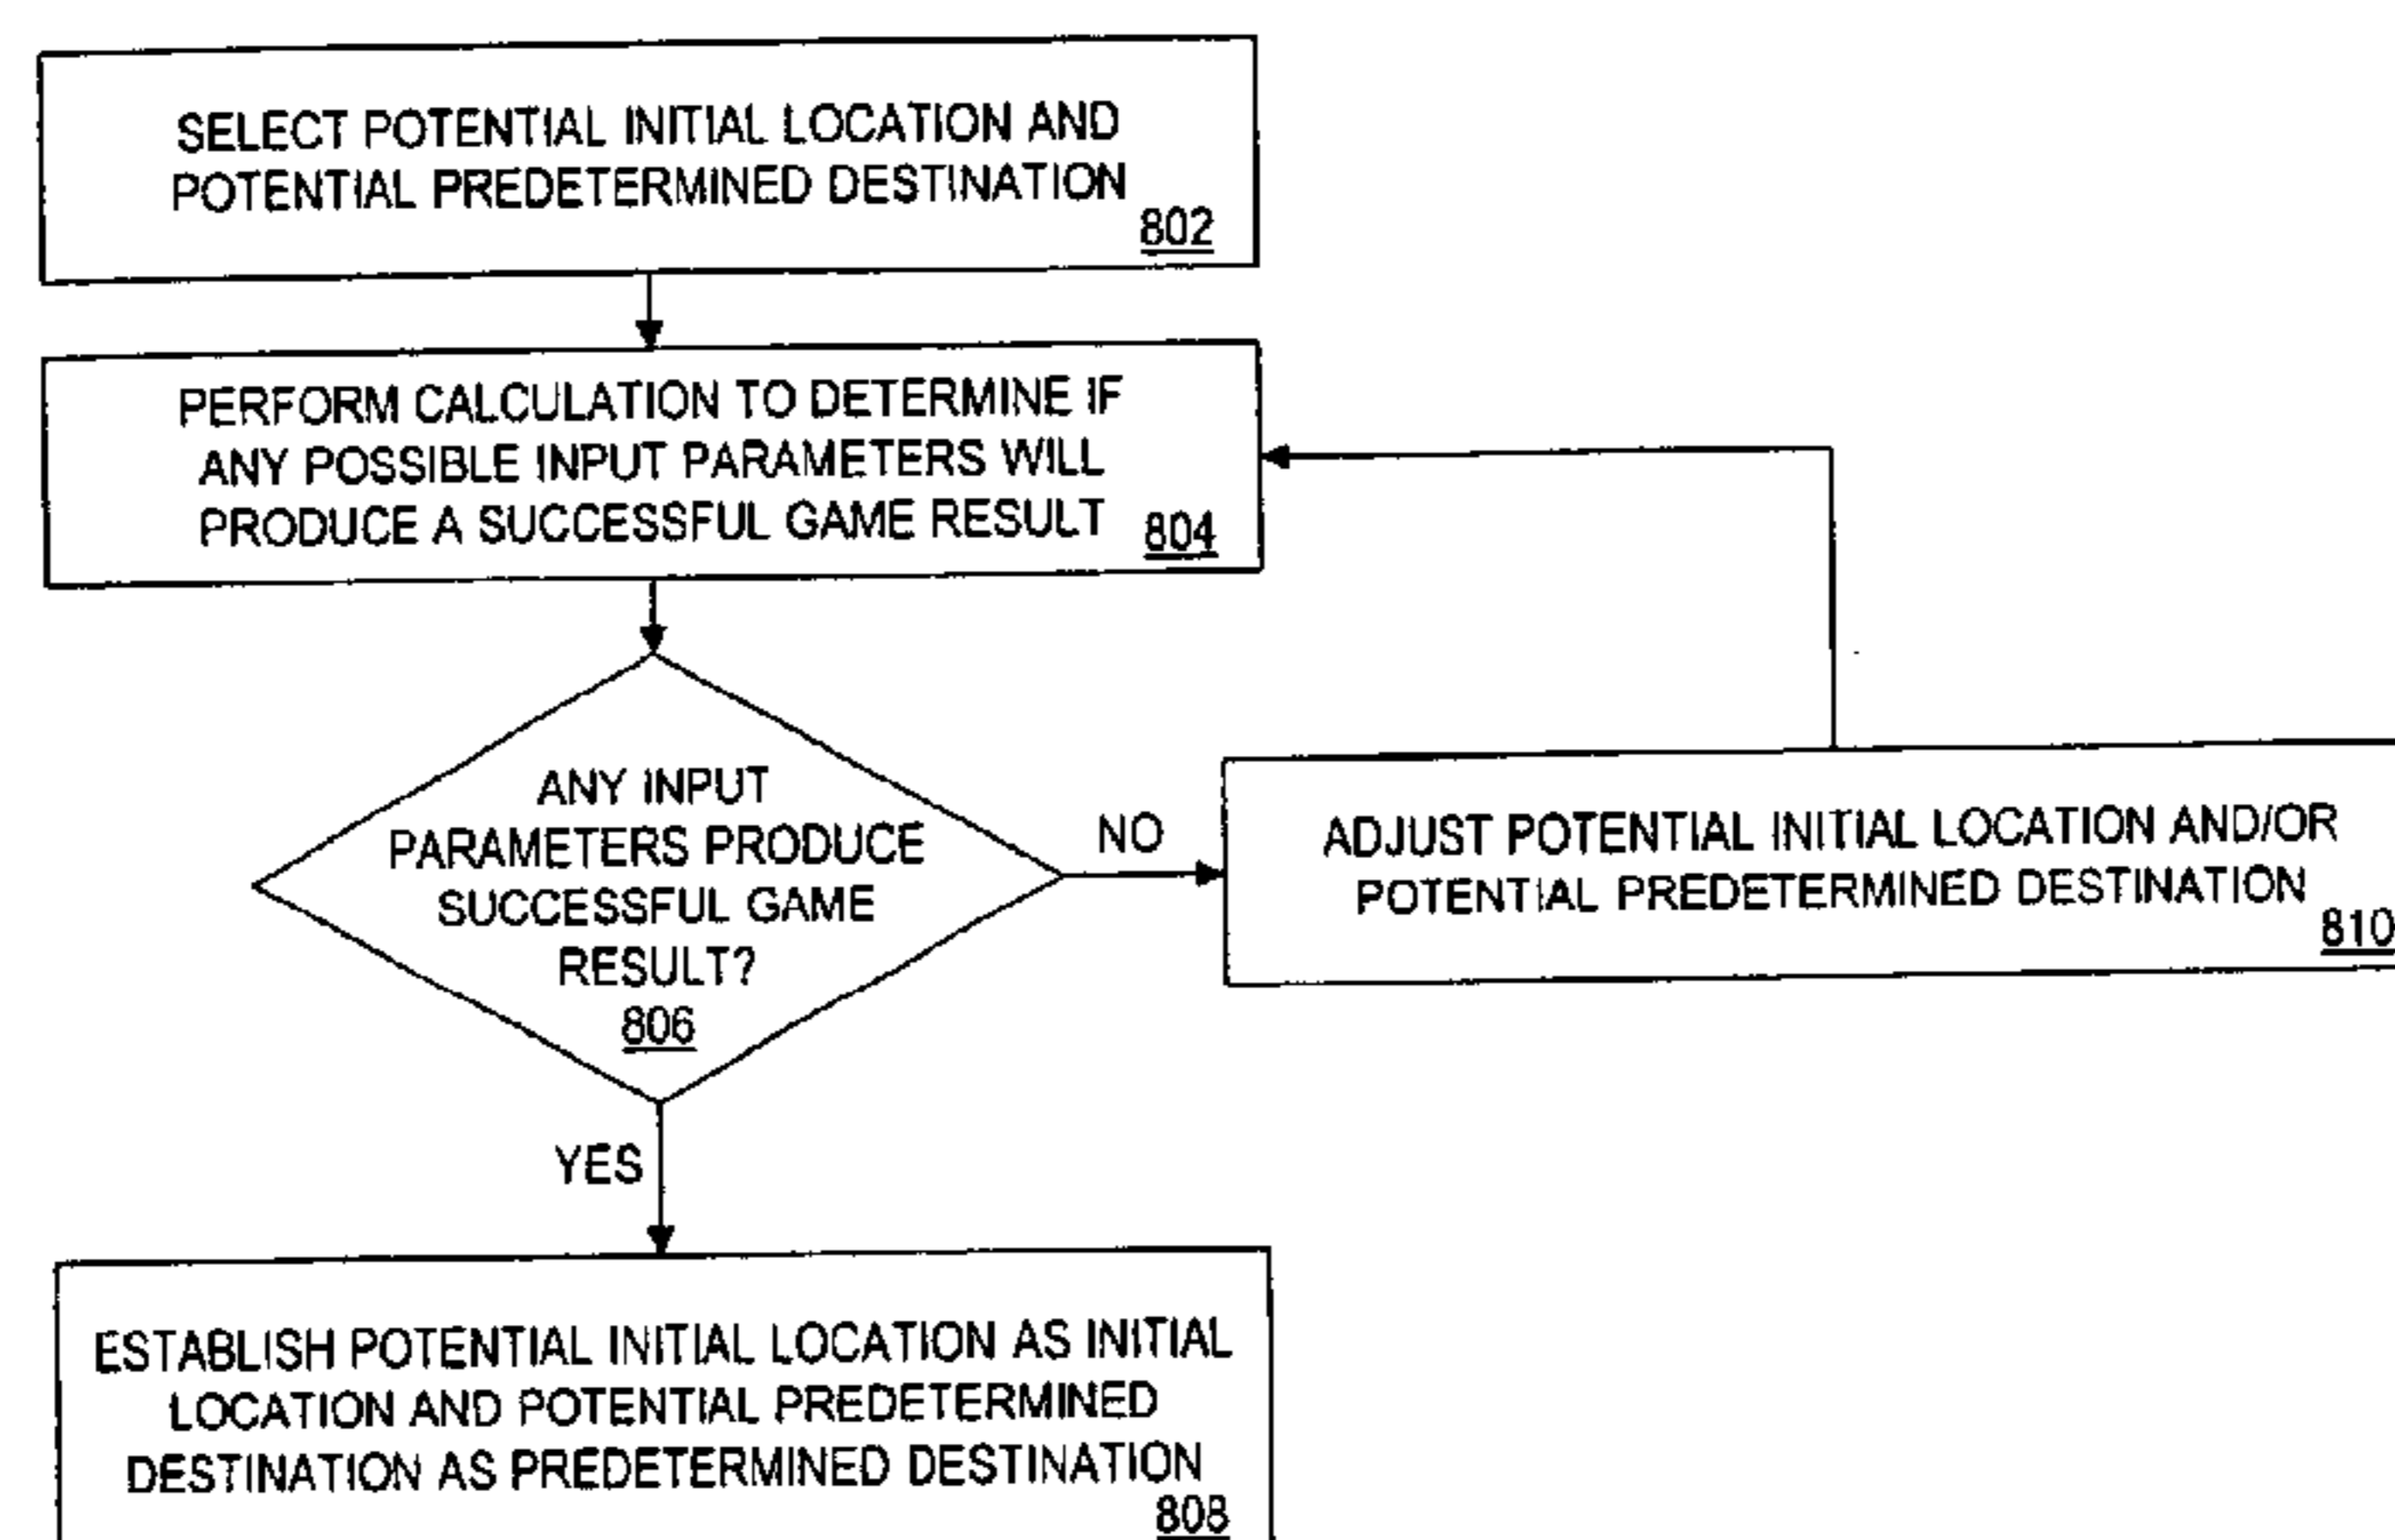 SELECT POTENTIAL INITIAL LOCATION AND
POTENTIAL PREDETERMINED DESTINATION
802
PERFORM CALCULATION TO DETERMINE IF
ANY POSSIBLE INPUT PARAMETERS WILL
PRODUCE A SUCCESSFUL GAME RESULT
804
ANY INPUT
PARAMETERS PRODUCE
SUCCESSFUL GAME
RESULT?
806
NO
ADJUST POTENTIAL INITIAL LOCATION AND/OR
POTENTIAL PREDETERMINED DESTINATION
810
YES
ESTABLISH POTENTIAL INITIAL LOCATION AS INITIAL
LOCATION AND POTENTIAL PREDETERMINED
DESTINATION AS PREDETERMINED DESTINATION
808